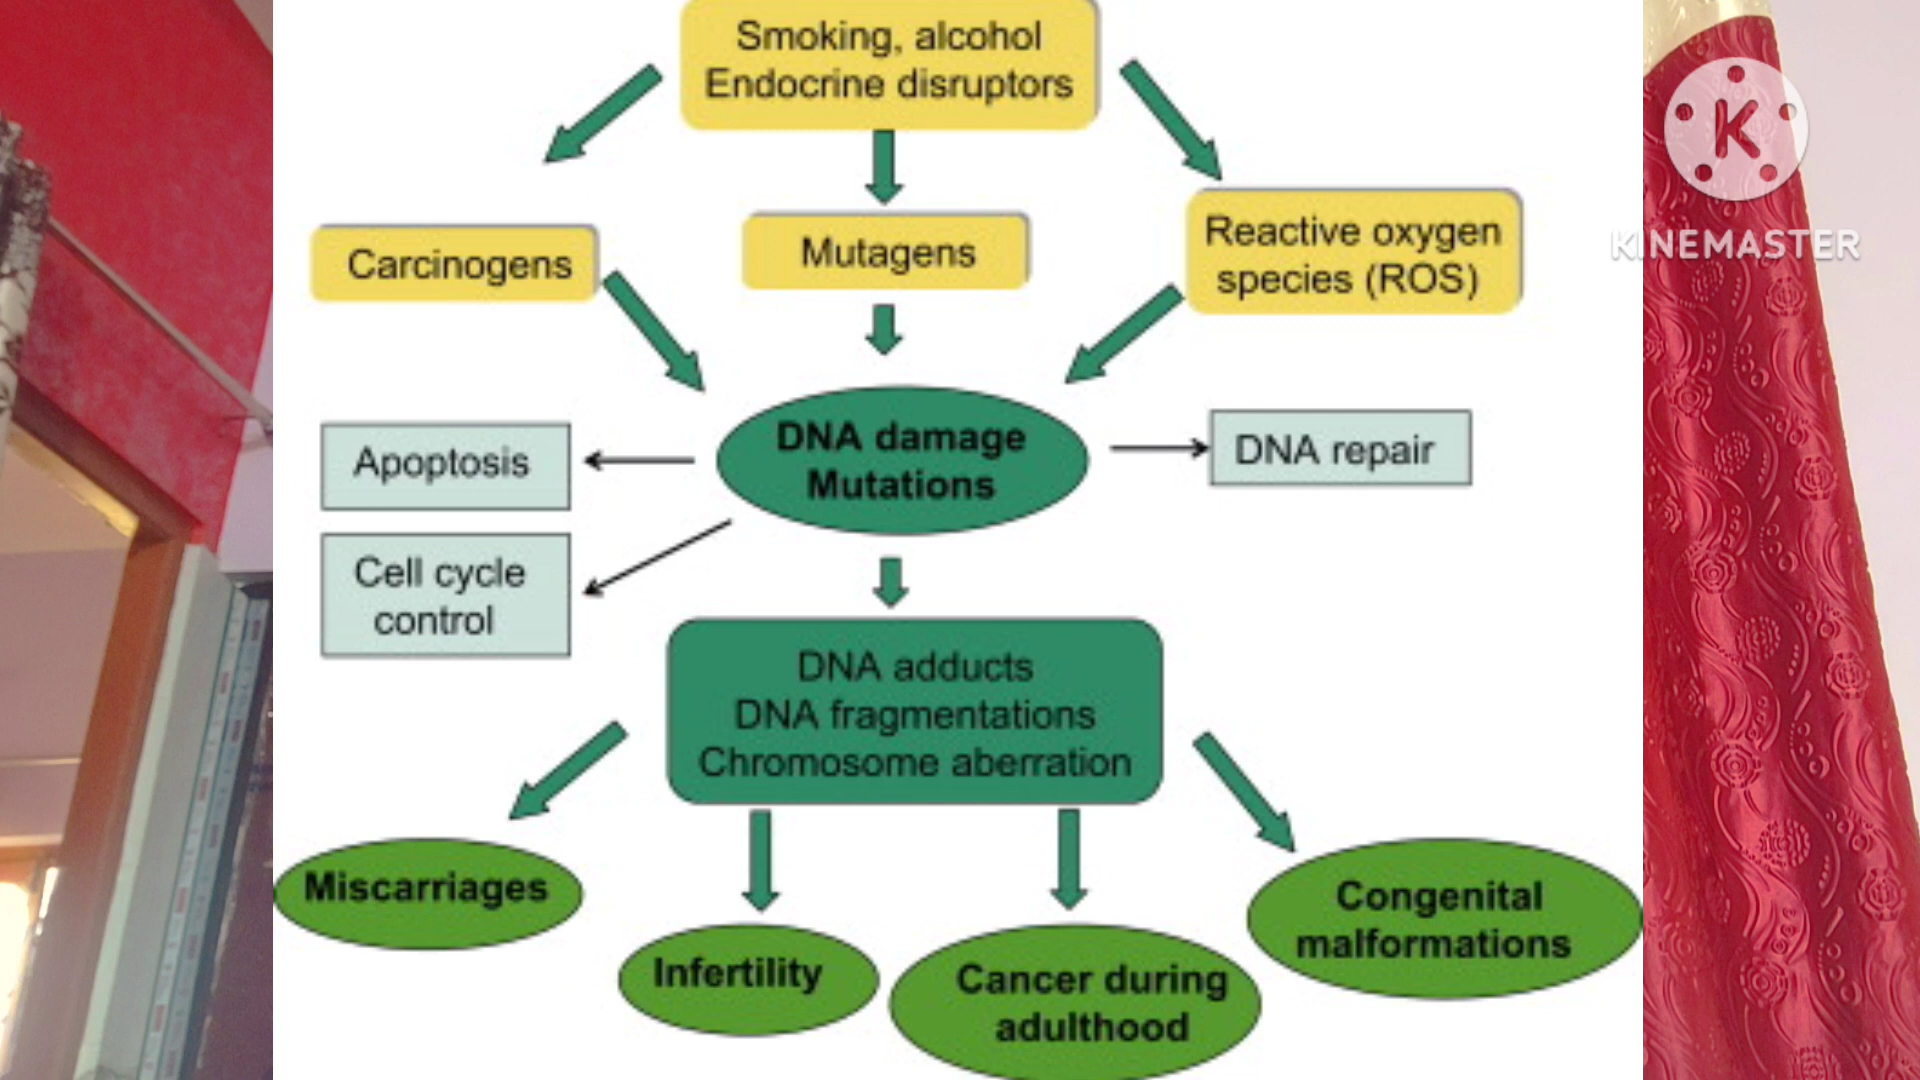 Smoking, alcohol
Endocrine disruptors
Carcinogens
Mutagens
Reactive oxygen
species (ROS)
Apoptosis
DNA damage
Mutations
DNA repair
Cell cycle
control
DNA adducts
DNA fragmentations
Chromosome aberration
Miscarriages
Infertility
Cancer during
adulthood
Congenital
malformations
K
KINEMASTER